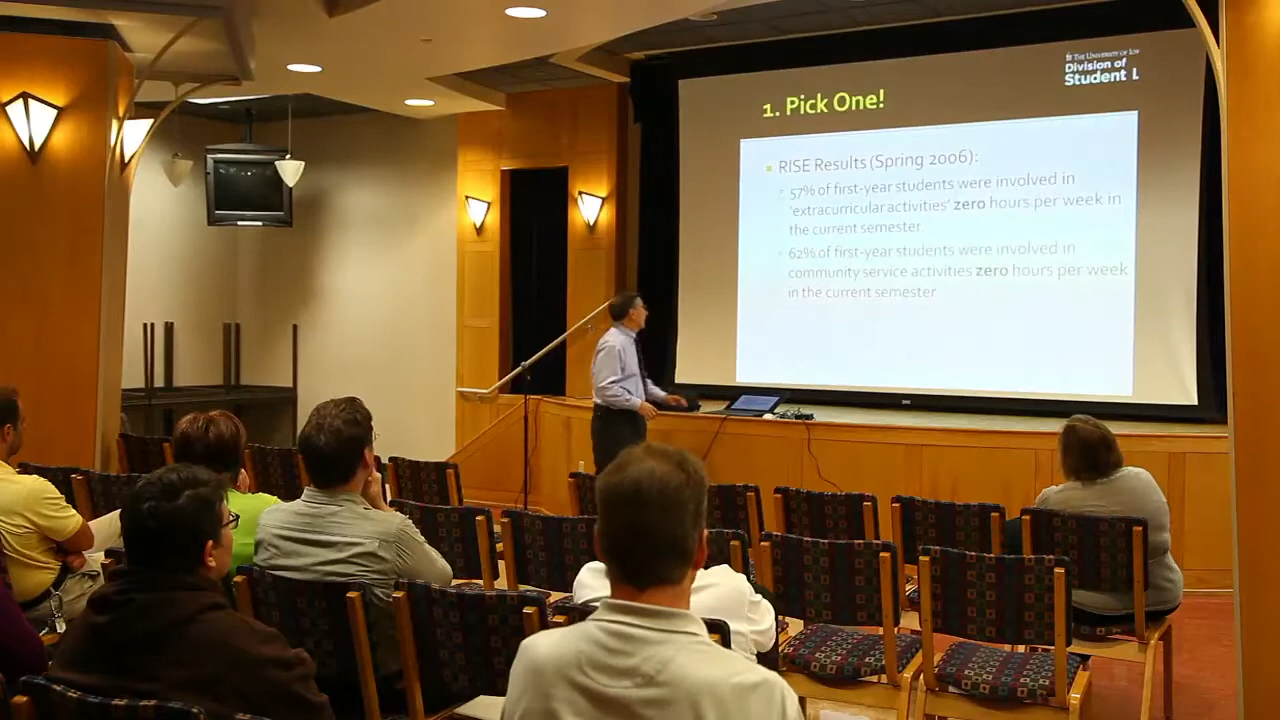 THE UNIVERSITY OF IOW
Division of
Student L
1. Pick One!
RISE Results (Spring 2006):
57% of first-year students were involved in
'extracurricular activities' zero hours per week in
the current semester
62% of first-year students were involved in
community service activities zero hours per week
in the current semester